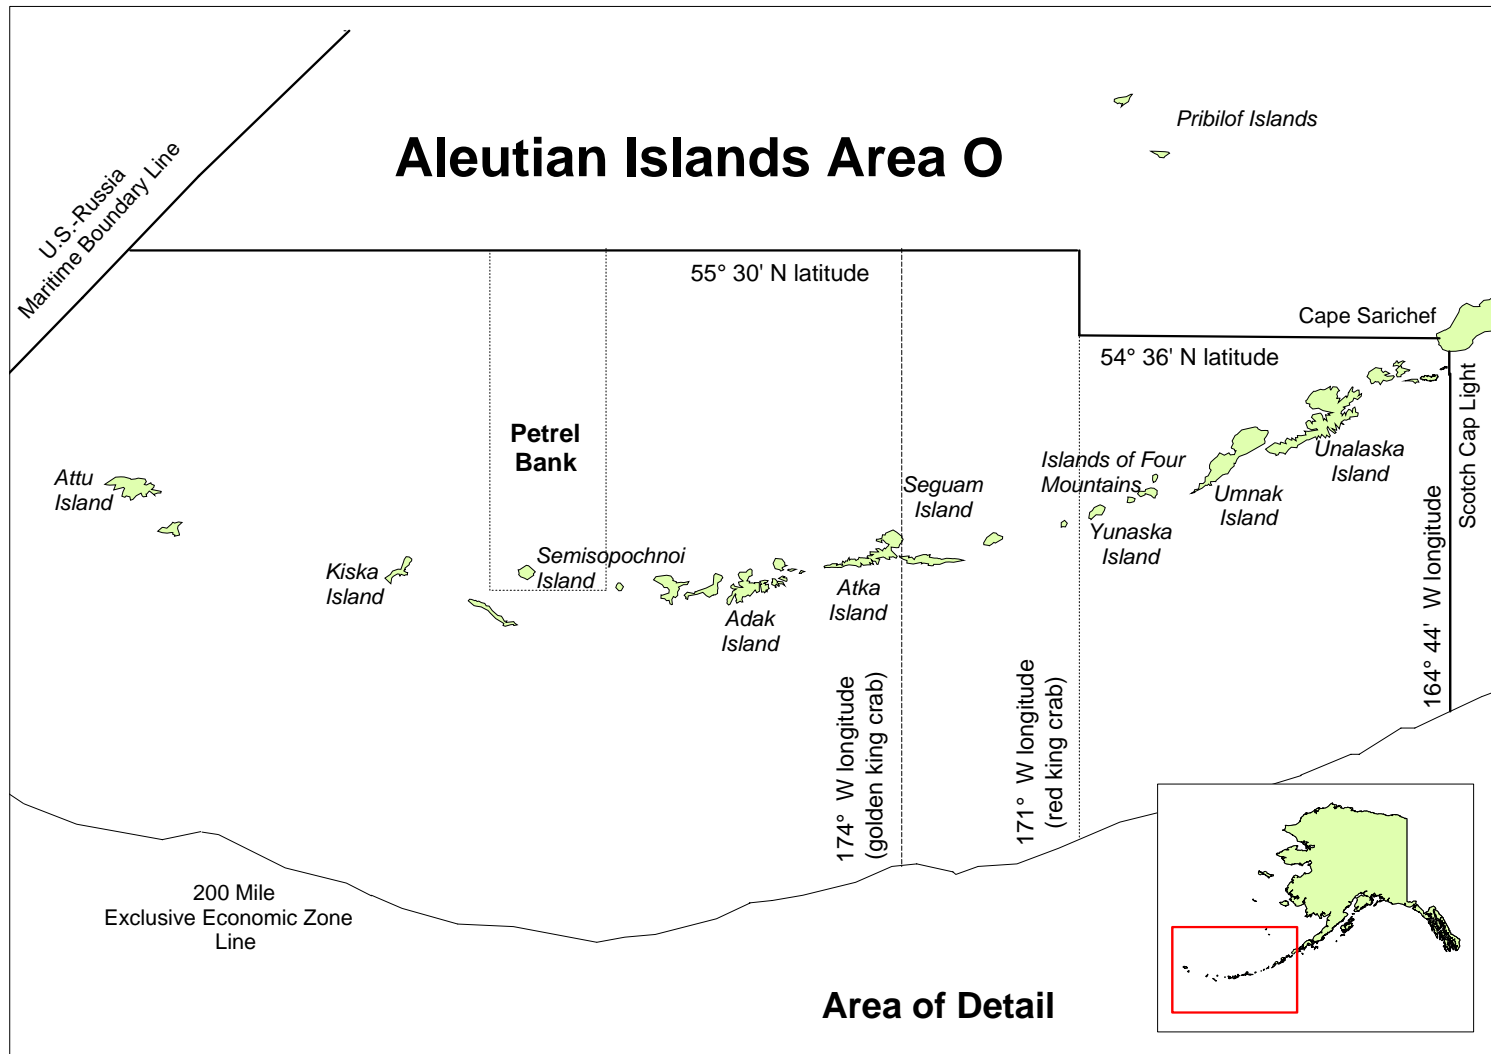 Aleutian Islands Area O
Pribilof Islands
U.S.-Russia
Maritime Boundary Line
55° 30' N latitude
Cape Sarichef
54° 36' N latitude
Scotch Cap Light
Petrel
Bank
Attu
Island
Kiska
Island
Semisopochnoi
Island
Adak
Island
Atka
Island
Seguam
Island
Islands of Four
Mountains
Yunaska
Island
Umnak
Island
Unalaska
Island
174° W longitude
(golden king crab)
171° W longitude
(red king crab)
164° 44' W longitude
200 Mile
Exclusive Economic Zone
Line
Area of Detail